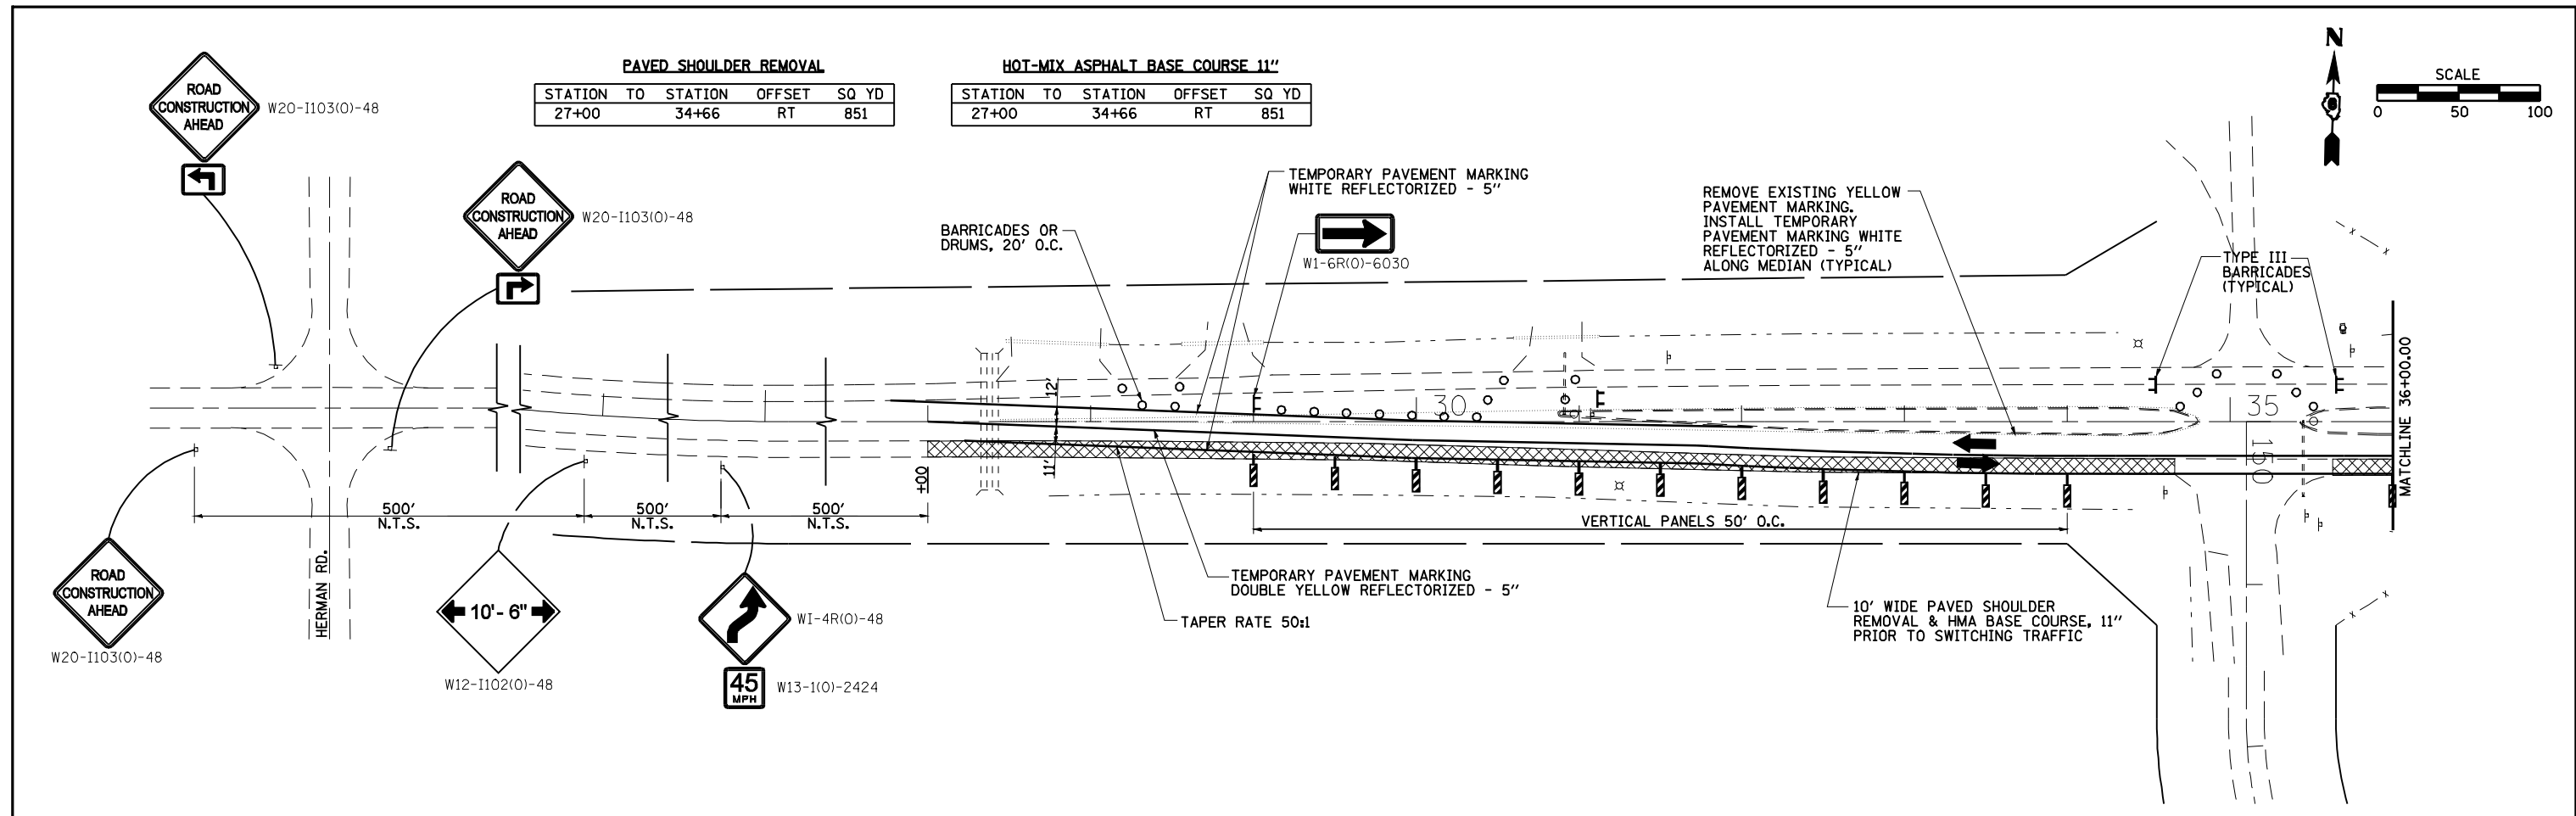 PAVED SHOULDER REMOVAL
STATION TO STATION OFFSET SQ YD
27+00 34+66 RT 851
HOT-MIX ASPHALT BASE COURSE 11"
STATION TO STATION OFFSET SQ YD
27+00 34+66 RT 851
N
SCALE
0 50 100
ROAD
CONSTRUCTION
AHEAD
W20-I103(O)-48
ROAD
CONSTRUCTION
AHEAD
W20-I103(O)-48
BARRICADES OR
DRUMS, 20' O.C.
TEMPORARY PAVEMENT MARKING
WHITE REFLECTORIZED - 5"
W1-6R(O)-6030
REMOVE EXISTING YELLOW
PAVEMENT MARKING.
INSTALL TEMPORARY
PAVEMENT MARKING WHITE
REFLECTORIZED - 5"
ALONG MEDIAN (TYPICAL)
TYPE III
BARRICADES
(TYPICAL)
12'
11'
30
35
150
MATCHLINE 36+00.00
+00
500'
N.T.S.
500'
N.T.S.
500'
N.T.S.
VERTICAL PANELS 50' O.C.
HERMAN RD.
ROAD
CONSTRUCTION
AHEAD
W20-I103(O)-48
10'- 6"
W12-I102(O)-48
WI-4R(O)-48
45
MPH
W13-1(O)-2424
TEMPORARY PAVEMENT MARKING
DOUBLE YELLOW REFLECTORIZED - 5"
TAPER RATE 50:1
10' WIDE PAVED SHOULDER
REMOVAL & HMA BASE COURSE, 11"
PRIOR TO SWITCHING TRAFFIC